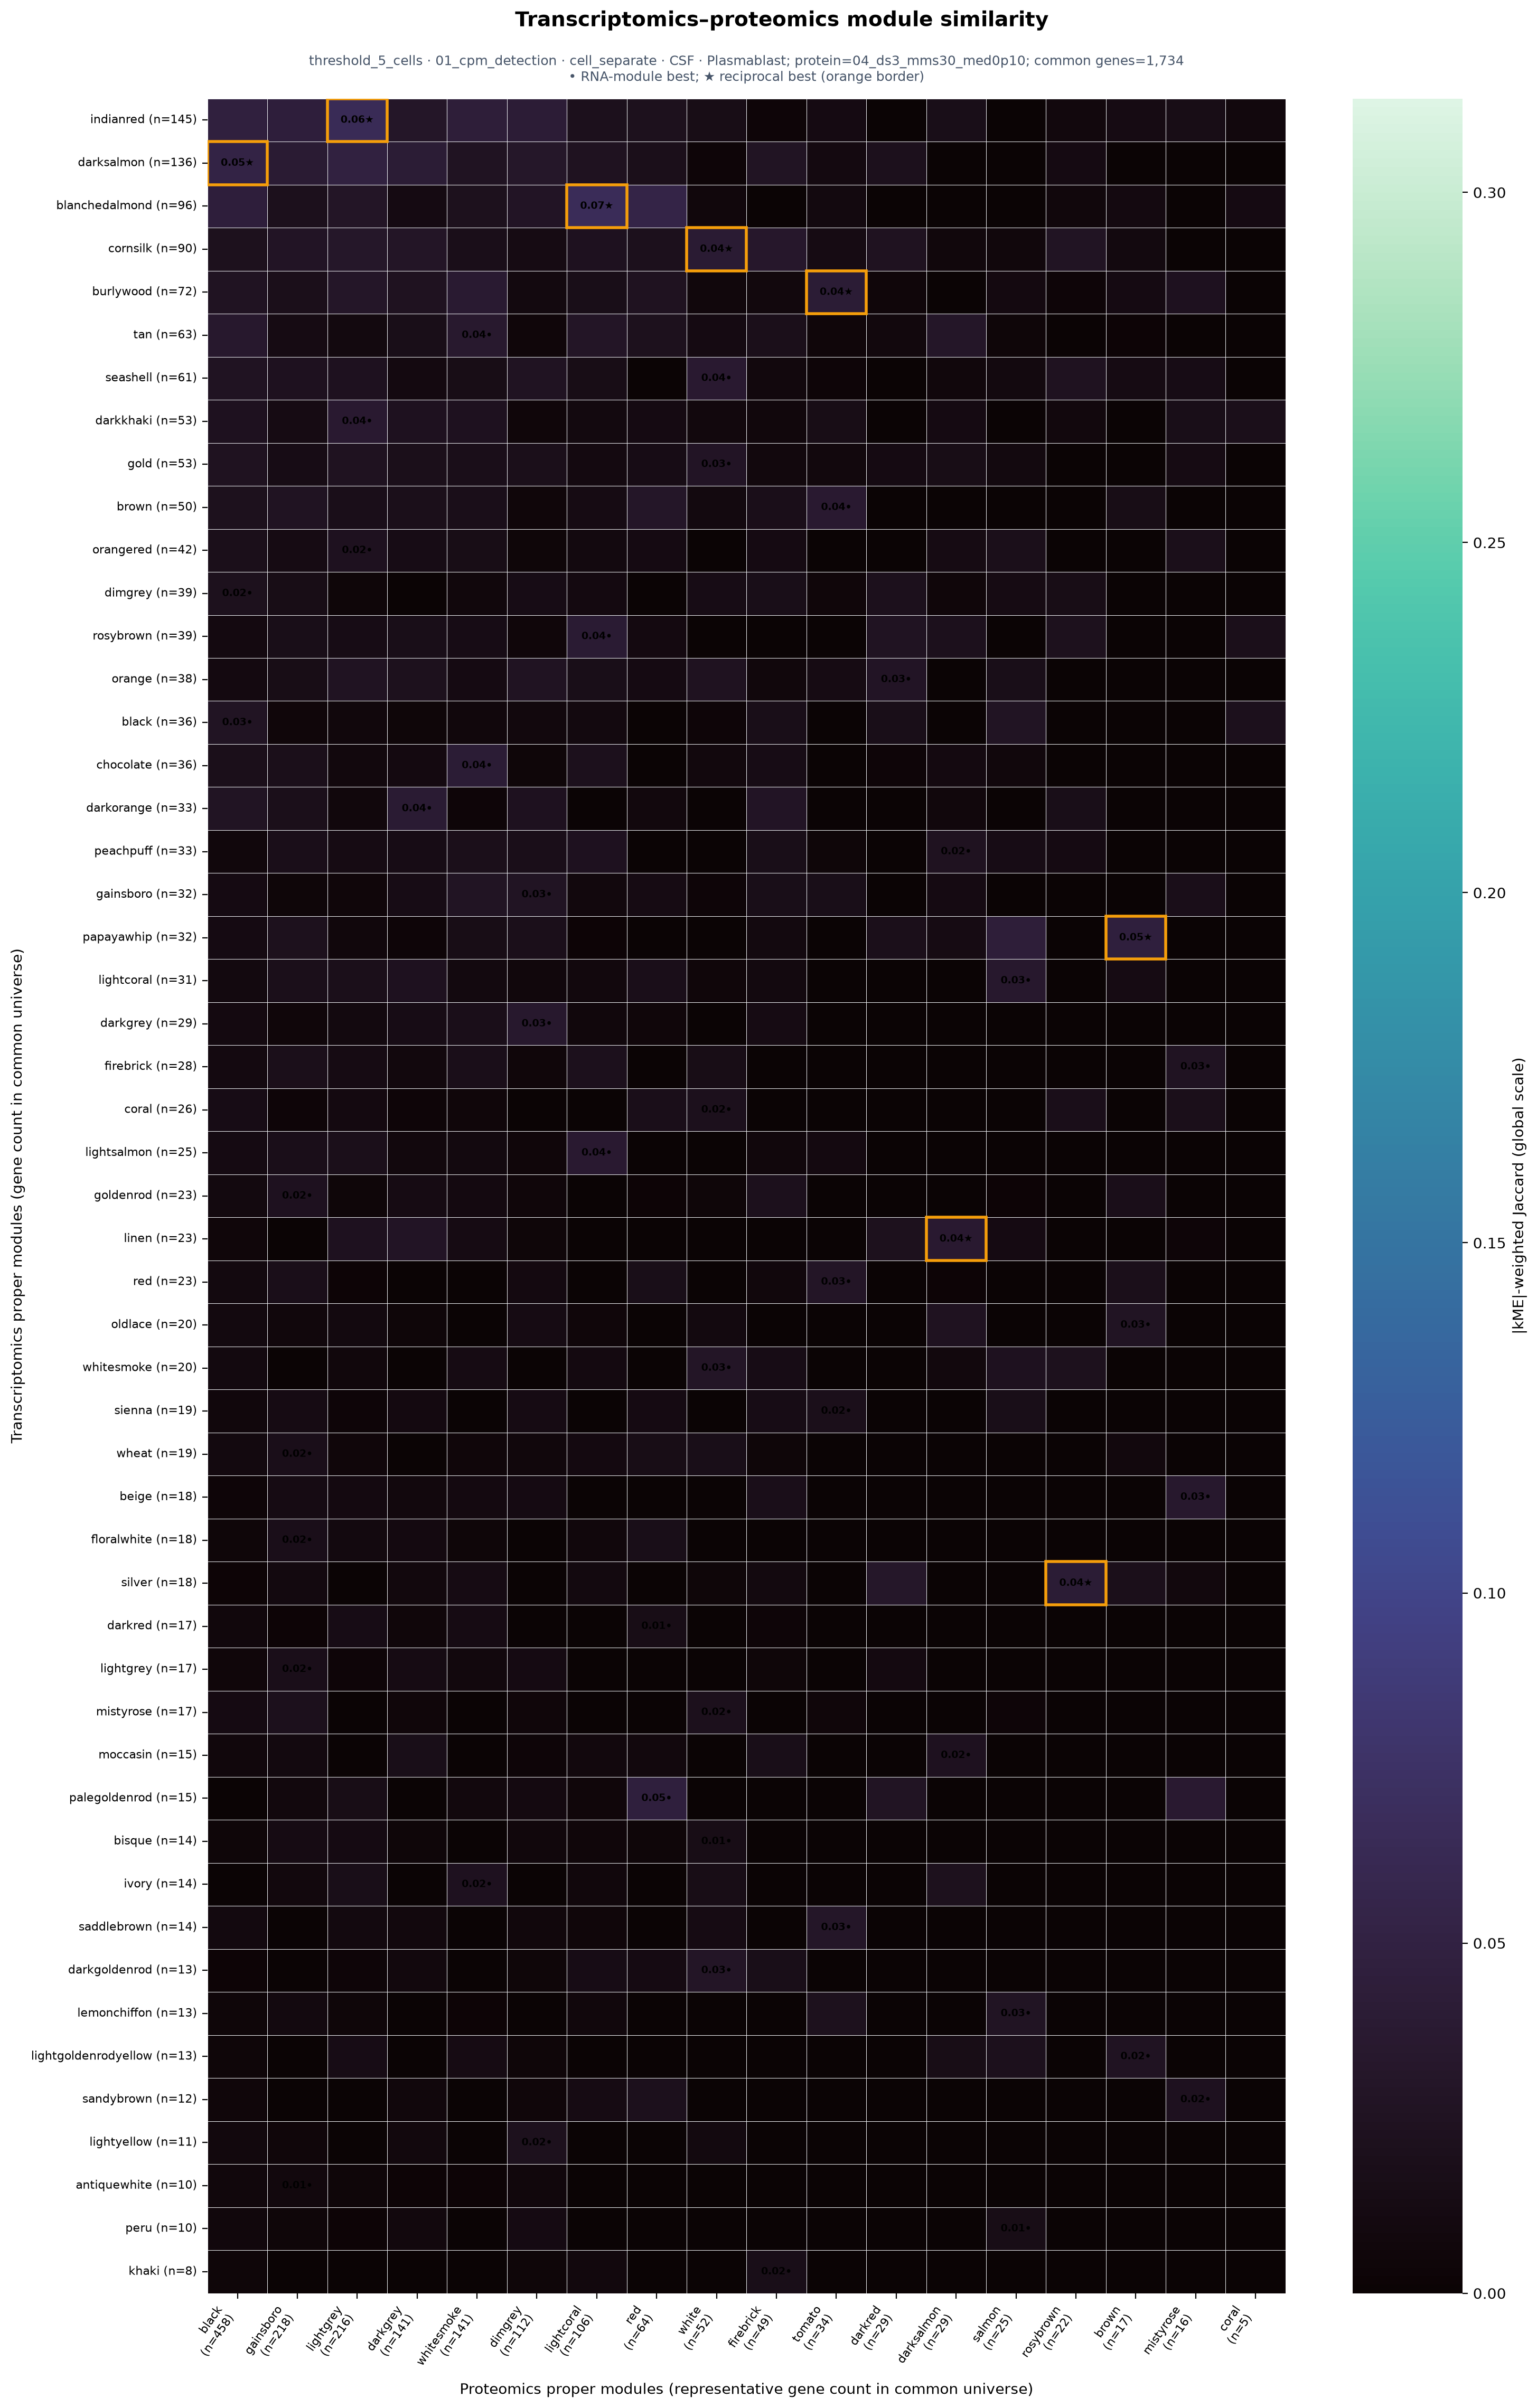 Transcriptomics–proteomics module similarity
threshold_5_cells · 01_cpm_detection · cell_separate · CSF · Plasmablast; protein=04_ds3_mms30_med0p10; common genes=1,734
• RNA-module best; ★ reciprocal best (orange border)
Transcriptomics proper modules (gene count in common universe)
indianred (n=145) 0.06★
darksalmon (n=136) 0.05★
blanchedalmond (n=96) 0.07★
cornsilk (n=90) 0.04★
burlywood (n=72) 0.04★
tan (n=63) 0.04•
seashell (n=61) 0.04•
darkkhaki (n=53) 0.04•
gold (n=53) 0.03•
brown (n=50) 0.04•
orangered (n=42) 0.02•
dimgrey (n=39) 0.02•
rosybrown (n=39) 0.04•
orange (n=38) 0.03•
black (n=36) 0.03•
chocolate (n=36) 0.04•
darkorange (n=33) 0.04•
peachpuff (n=33) 0.02•
gainsboro (n=32) 0.03•
papayawhip (n=32) 0.05★
lightcoral (n=31) 0.03•
darkgrey (n=29) 0.03•
firebrick (n=28) 0.03•
coral (n=26) 0.02•
lightsalmon (n=25) 0.04•
goldenrod (n=23) 0.02•
linen (n=23) 0.04★
red (n=23) 0.03•
oldlace (n=20) 0.03•
whitesmoke (n=20) 0.03•
sienna (n=19) 0.02•
wheat (n=19) 0.02•
beige (n=18) 0.03•
floralwhite (n=18) 0.02•
silver (n=18) 0.04★
darkred (n=17) 0.01•
lightgrey (n=17) 0.02•
mistyrose (n=17) 0.02•
moccasin (n=15) 0.02•
palegoldenrod (n=15) 0.05•
bisque (n=14) 0.01•
ivory (n=14) 0.02•
saddlebrown (n=14) 0.03•
darkgoldenrod (n=13) 0.03•
lemonchiffon (n=13) 0.03•
lightgoldenrodyellow (n=13) 0.02•
sandybrown (n=12) 0.02•
lightyellow (n=11) 0.02•
antiquewhite (n=10) 0.01•
peru (n=10) 0.01•
khaki (n=8) 0.02•
black
(n=458)
gainsboro
(n=218)
lightgrey
(n=216)
darkgrey
(n=141)
whitesmoke
(n=141)
dimgrey
(n=112)
lightcoral
(n=106)
red
(n=64)
white
(n=52)
firebrick
(n=49)
tomato
(n=34)
darkred
(n=29)
darksalmon
(n=29)
salmon
(n=25)
rosybrown
(n=22)
brown
(n=17)
mistyrose
(n=16)
coral
(n=5)
Proteomics proper modules (representative gene count in common universe)
0.30
0.25
0.20
0.15
0.10
0.05
0.00
|kME|-weighted Jaccard (global scale)